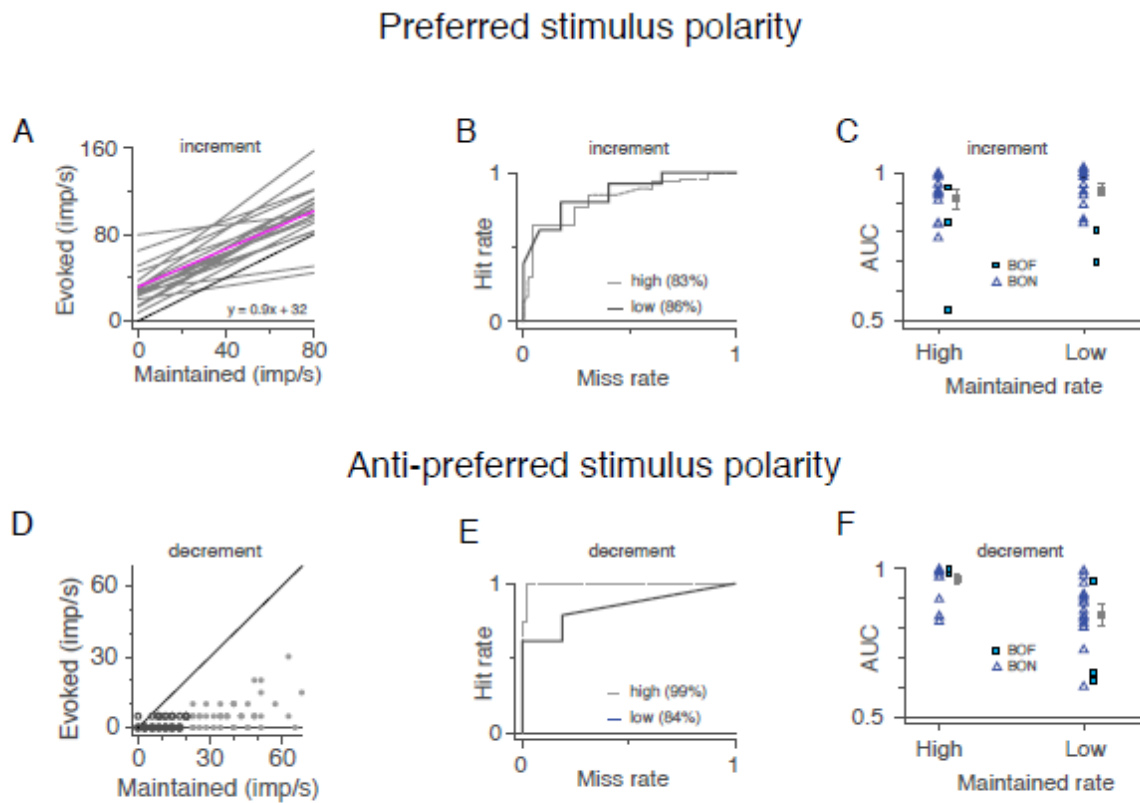 Preferred stimulus polarity
A
increment
160
80
0
Evoked (imp/s)
y = 0.9x + 32
0 40 80
Maintained (imp/s)
B
increment
1
0
Hit rate
high (83%)
low (86%)
0 1
Miss rate
C
increment
1
0.5
AUC
BOF
BON
High Low
Maintained rate
Anti-preferred stimulus polarity
D
decrement
60
30
0
Evoked (imp/s)
0 30 60
Maintained (imp/s)
E
decrement
1
0
Hit rate
high (99%)
low (84%)
0 1
Miss rate
F
decrement
1
0.5
AUC
BOF
BON
High Low
Maintained rate